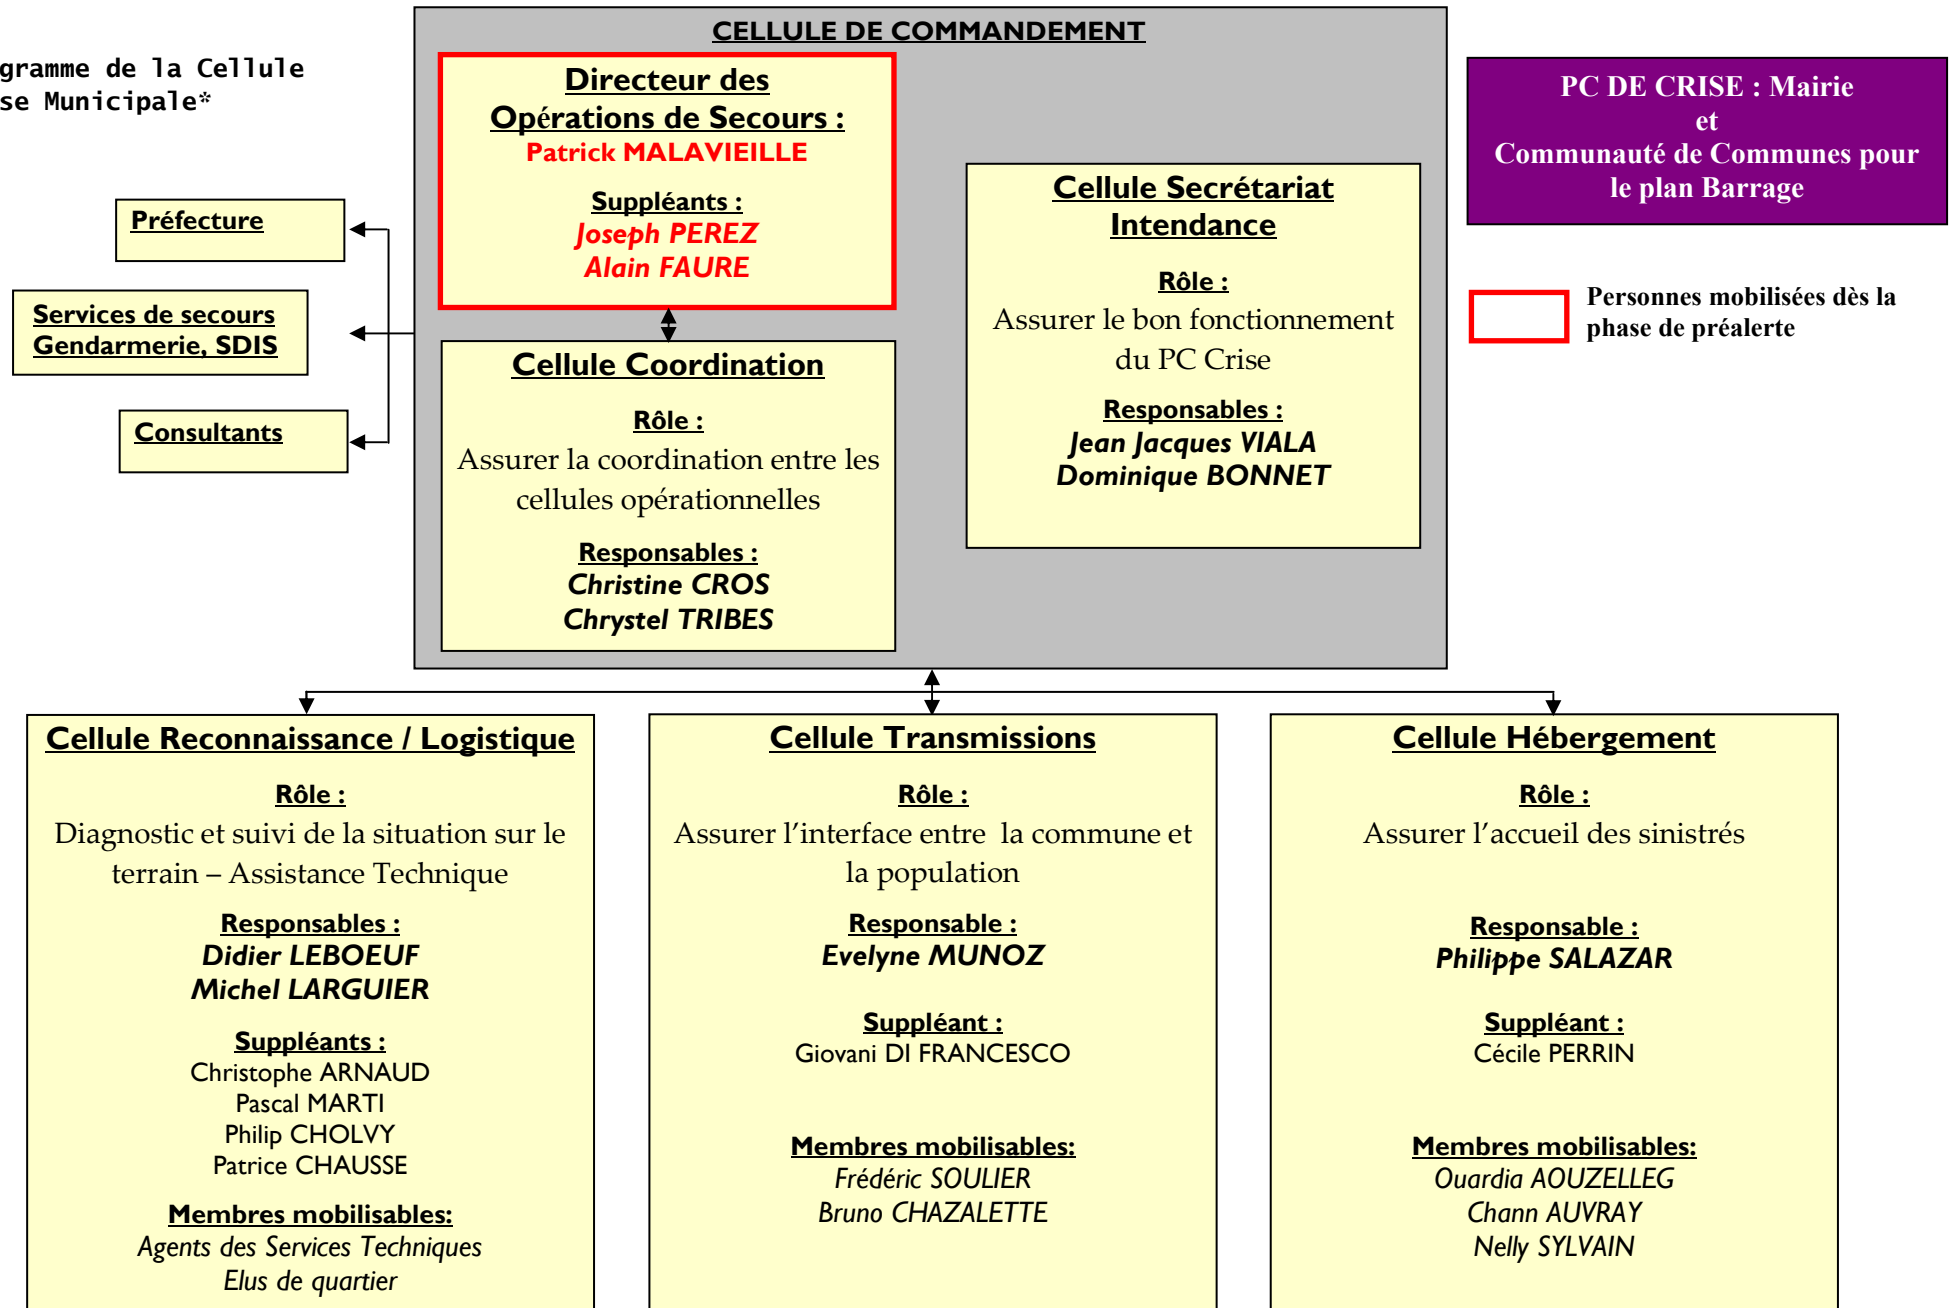 gramme de la Cellule
se Municipale*
CELLULE DE COMMANDEMENT
Directeur des
Opérations de Secours :
Patrick MALAVIEILLE
Suppléants :
Joseph PEREZ
Alain FAURE
Cellule Coordination
Rôle :
Assurer la coordination entre les
cellules opérationnelles
Responsables :
Christine CROS
Chrystel TRIBES
Cellule Secrétariat
Intendance
Rôle :
Assurer le bon fonctionnement
du PC Crise
Responsables :
Jean Jacques VIALA
Dominique BONNET
PC DE CRISE : Mairie
et
Communauté de Communes pour
le plan Barrage
Personnes mobilisées dès la
phase de préalerte
Préfecture
Services de secours
Gendarmerie, SDIS
Consultants
Cellule Reconnaissance / Logistique
Rôle :
Diagnostic et suivi de la situation sur le
terrain – Assistance Technique
Responsables :
Didier LEBOEUF
Michel LARGUIER
Suppléants :
Christophe ARNAUD
Pascal MARTI
Philip CHOLVY
Patrice CHAUSSE
Membres mobilisables:
Agents des Services Techniques
Elus de quartier
Cellule Transmissions
Rôle :
Assurer l’interface entre  la commune et
la population
Responsable :
Evelyne MUNOZ
Suppléant :
Giovani DI FRANCESCO
Membres mobilisables:
Frédéric SOULIER
Bruno CHAZALETTE
Cellule Hébergement
Rôle :
Assurer l’accueil des sinistrés
Responsable :
Philippe SALAZAR
Suppléant :
Cécile PERRIN
Membres mobilisables:
Ouardia AOUZELLEG
Chann AUVRAY
Nelly SYLVAIN